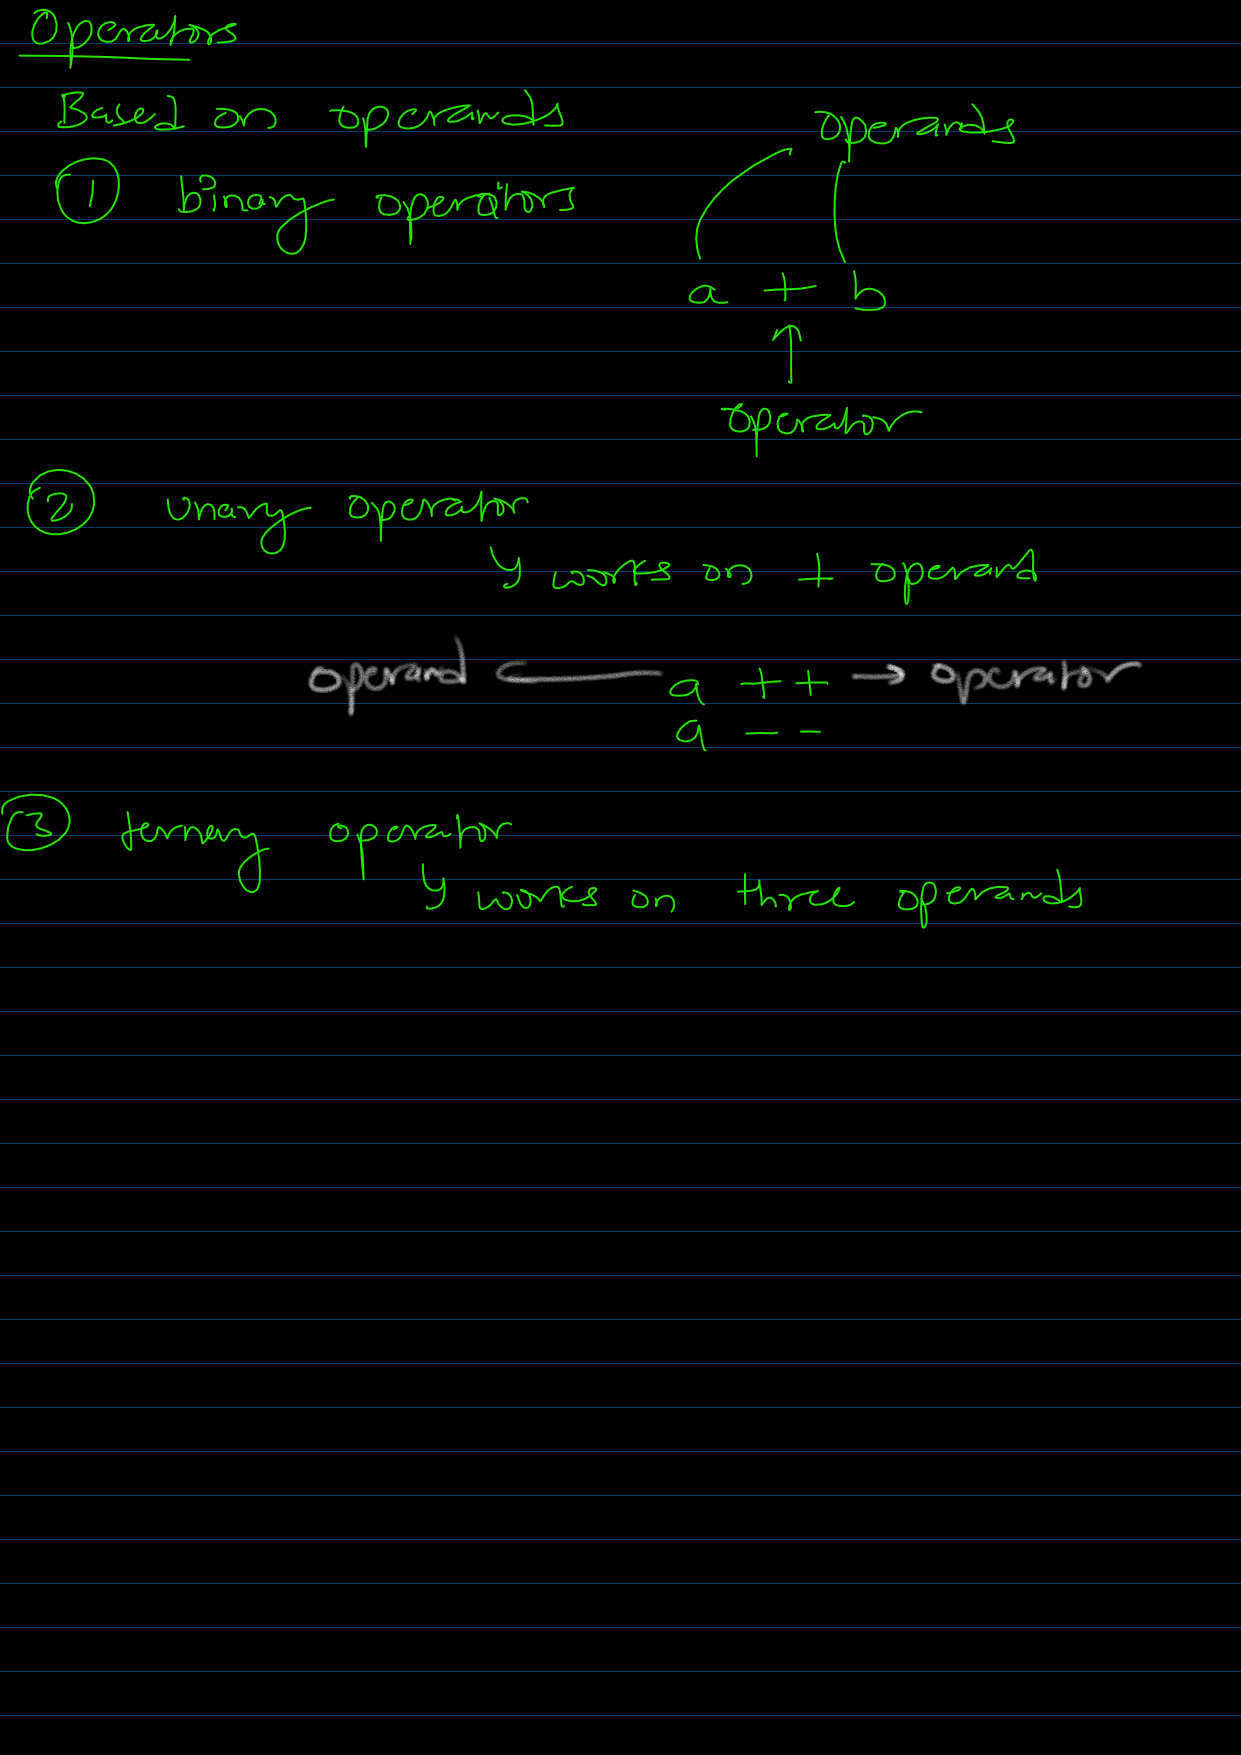 Operators
Based on operands
operands
① binary operators
a + b
↑
operator
② unary operator
↳ works on 1 operand
operand ← a ++ → operator
a --
③ ternary operator
↳ works on three operands